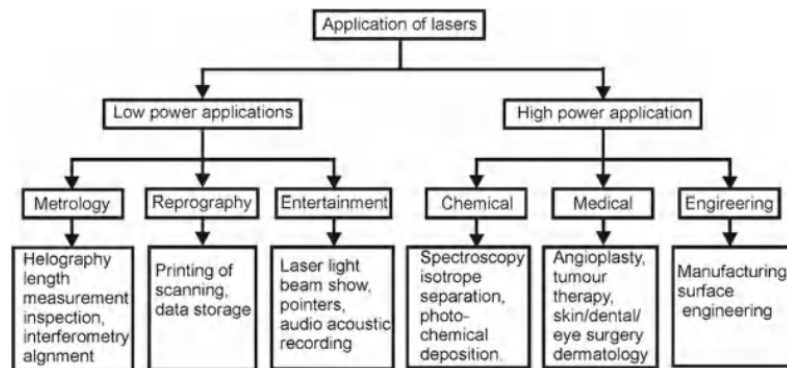 Application of lasers
Low power applications
High power application
Metrology
Reprography
Entertainment
Chemical
Medical
Engireering
Helography
length
measurement
inspection,
interferometry
algnment
Printing of
scanning,
data storage
Laser light
beam show,
pointers,
audio acoustic
recording
Spectroscopy
isotrope
separation,
photo-
chemical
deposition.
Angioplasty,
tumour
therapy,
skin/dental/
eye surgery
dermatology
Manufacturing
surface
engineering